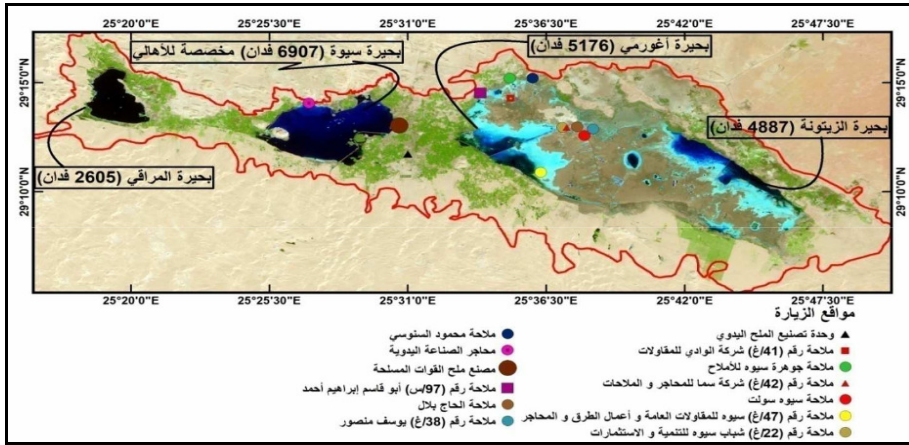 25°20'0"E 25°25'30"E 25°31'0"E 25°36'30"E 25°42'0"E 25°47'30"E
بحيرة سيوة (6907 فدان) مخصصة للأهالي
بحيرة أغورمي (5176 فدان)
29°15'0"N
29°15'0"N
بحيرة الزيتونة (4887 فدان)
بحيرة المراقي (2605 فدان)
29°10'0"N
29°10'0"N
25°20'0"E 25°25'30"E 25°31'0"E 25°36'30"E 25°42'0"E 25°47'30"E
مواقع الزيارة
وحدة تصنيع الملح اليدوي
ملاحة رقم (41/غ) شركة الوادي للمقاولات
ملاحة جوهرة سيوه للأملاح
ملاحة رقم (42/غ) شركة سما للمحاجر و الملاحات
ملاحة سيوه سولت
ملاحة رقم (47/غ) سيوه للمقاولات العامة و أعمال الطرق و المحاجر
ملاحة رقم (22/غ) شباب سيوه للتنمية و الاستثمارات
ملاحة محمود السنوسي
محاجر الصناعة اليدوية
مصنع ملح القوات المسلحة
ملاحة رقم (97/س) أبو قاسم إبراهيم أحمد
ملاحة الحاج بلال
ملاحة رقم (38/غ) يوسف منصور